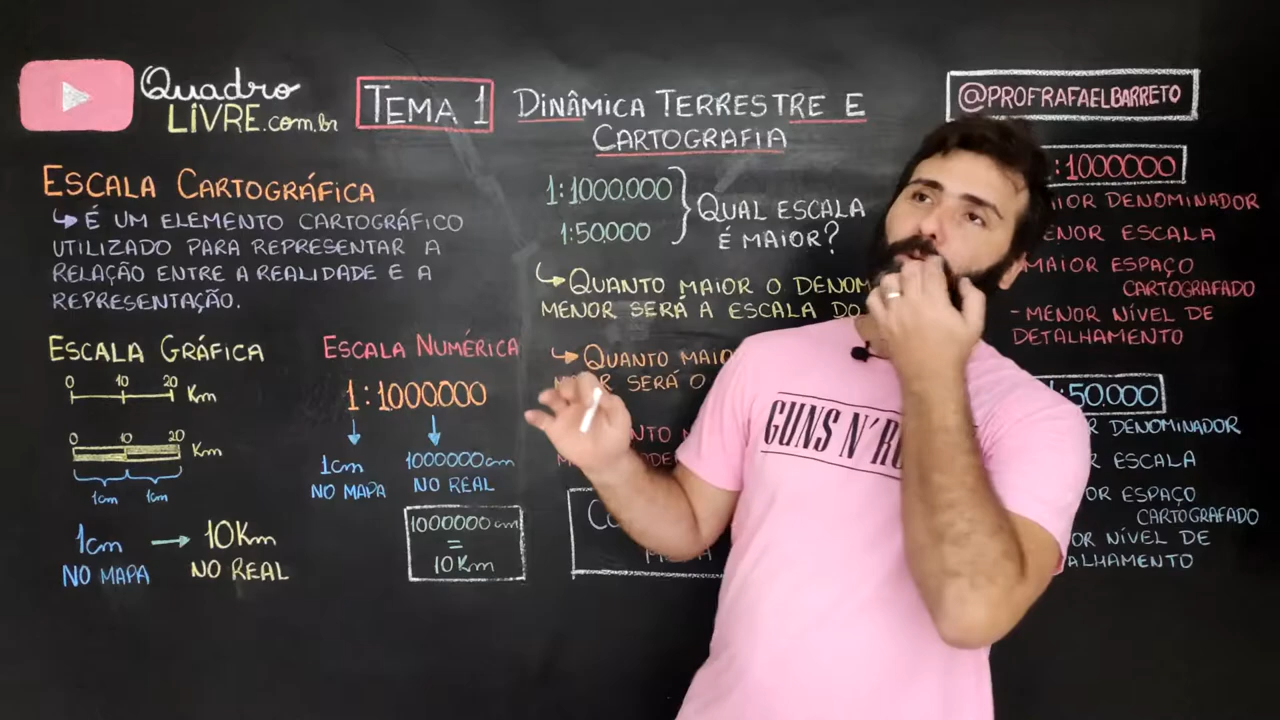 Quadro
LIVRE.com.br
TEMA 1
DINÂMICA TERRESTRE E
CARTOGRAFIA
@PROFRAFAELBARRETO
ESCALA CARTOGRÁFICA
É UM ELEMENTO CARTOGRÁFICO
UTILIZADO PARA REPRESENTAR A
RELAÇÃO ENTRE A REALIDADE E A
REPRESENTAÇÃO.
ESCALA GRÁFICA
0 10 20 Km
0 10 20 Km
1cm 1cm
1cm → 10Km
NO MAPA NO REAL
ESCALA NUMÉRICA
1:1000000
1cm 1000000cm
NO MAPA NO REAL
1000000cm
=
10Km
1:1000.000
1:50.000
QUAL ESCALA
É MAIOR?
QUANTO MAIOR O DENOM
MENOR SERÁ A ESCALA DO
QUANTO MAIO
SERÁ O
:1000000
DENOMINADOR
ESCALA
MAIOR ESPAÇO
CARTOGRAFADO
- MENOR NÍVEL DE
DETALHAMENTO
:50.000
DENOMINADOR
ESCALA
ESPAÇO
CARTOGRAFADO
NÍVEL DE
ALHAMENTO
GUNS N' RO